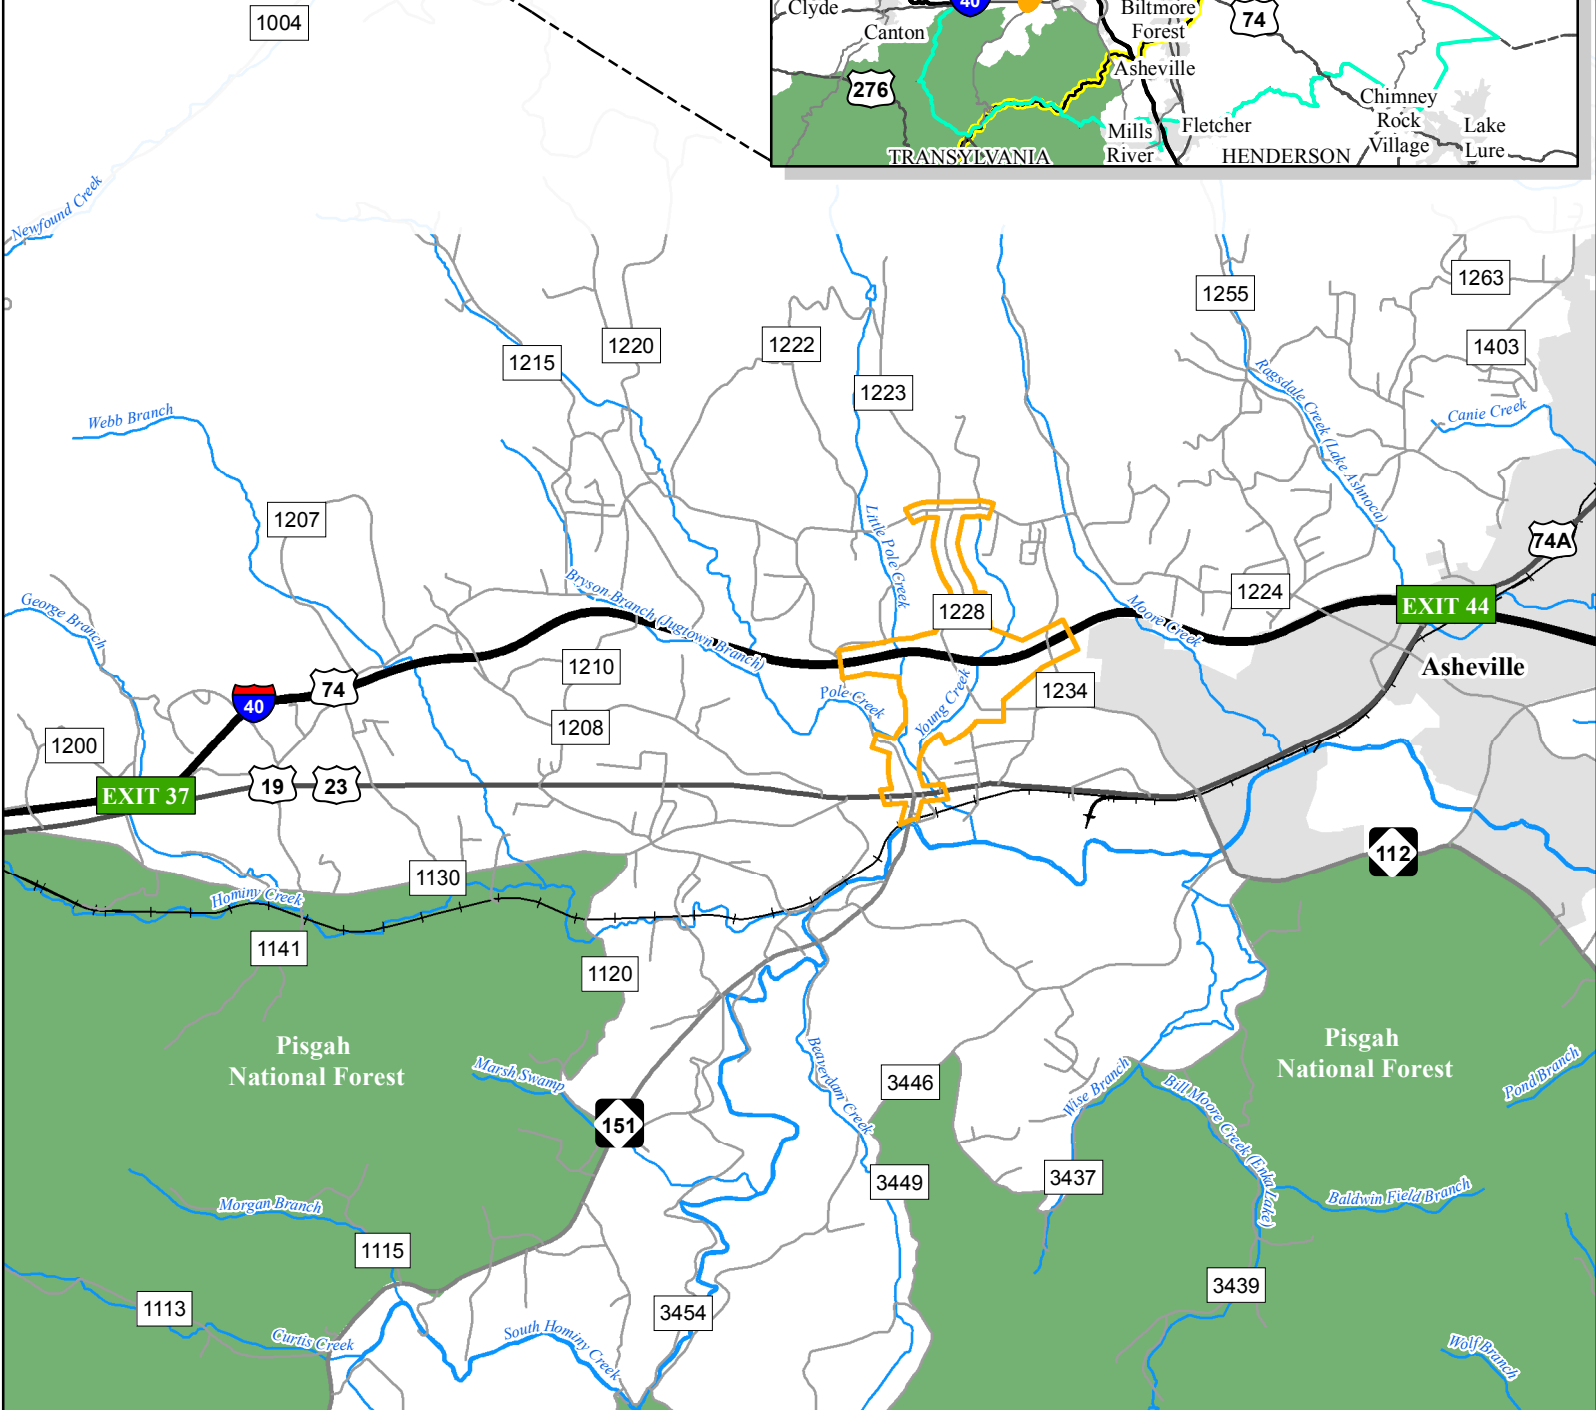 1004
Clyde
40
Biltmore
Forest
74
Canton
Asheville
276
Chimney
Rock
Village
Mills
River
Fletcher
Lake
Lure
TRANSYLVANIA
HENDERSON
Newfound Creek
1255
1263
1215
1220
1222
1403
1223
Ragsdale Creek (Lake Ashnoca)
Webb Branch
Canie Creek
1207
Little Pole Creek
74A
George Branch
Bryson Branch (Jugtown Branch)
1228
Moore Creek
1224
EXIT 44
Asheville
1210
74
40
Pole Creek
Young Creek
1234
1208
1200
EXIT 37
19
23
112
1130
Hominy Creek
1141
1120
Pisgah
National Forest
Pisgah
National Forest
Marsh Swamp
Beaverdam Creek
3446
Wise Branch
Bill Moore Creek (Enka Lake)
Pond Branch
151
3449
3437
Baldwin Field Branch
Morgan Branch
1115
1113
3454
3439
Curtis Creek
South Hominy Creek
Wolf Branch